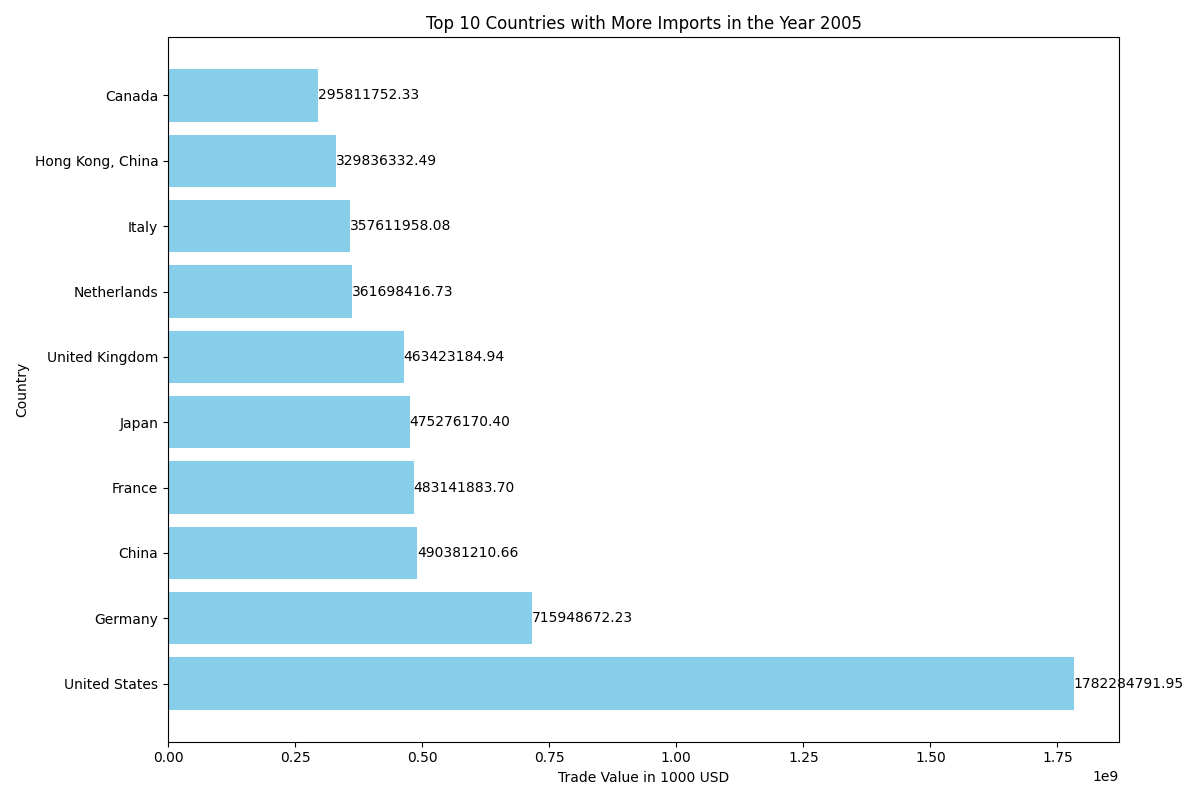 Top 10 Countries with More Imports in the Year 2005
Canada 295811752.33
Hong Kong, China 329836332.49
Italy 357611958.08
Netherlands 361698416.73
United Kingdom 463423184.94
Country
Japan 475276170.40
France 483141883.70
China 490381210.66
Germany 715948672.23
United States 1782284791.95
0.00 0.25 0.50 0.75 1.00 1.25 1.50 1.75
Trade Value in 1000 USD 1e9